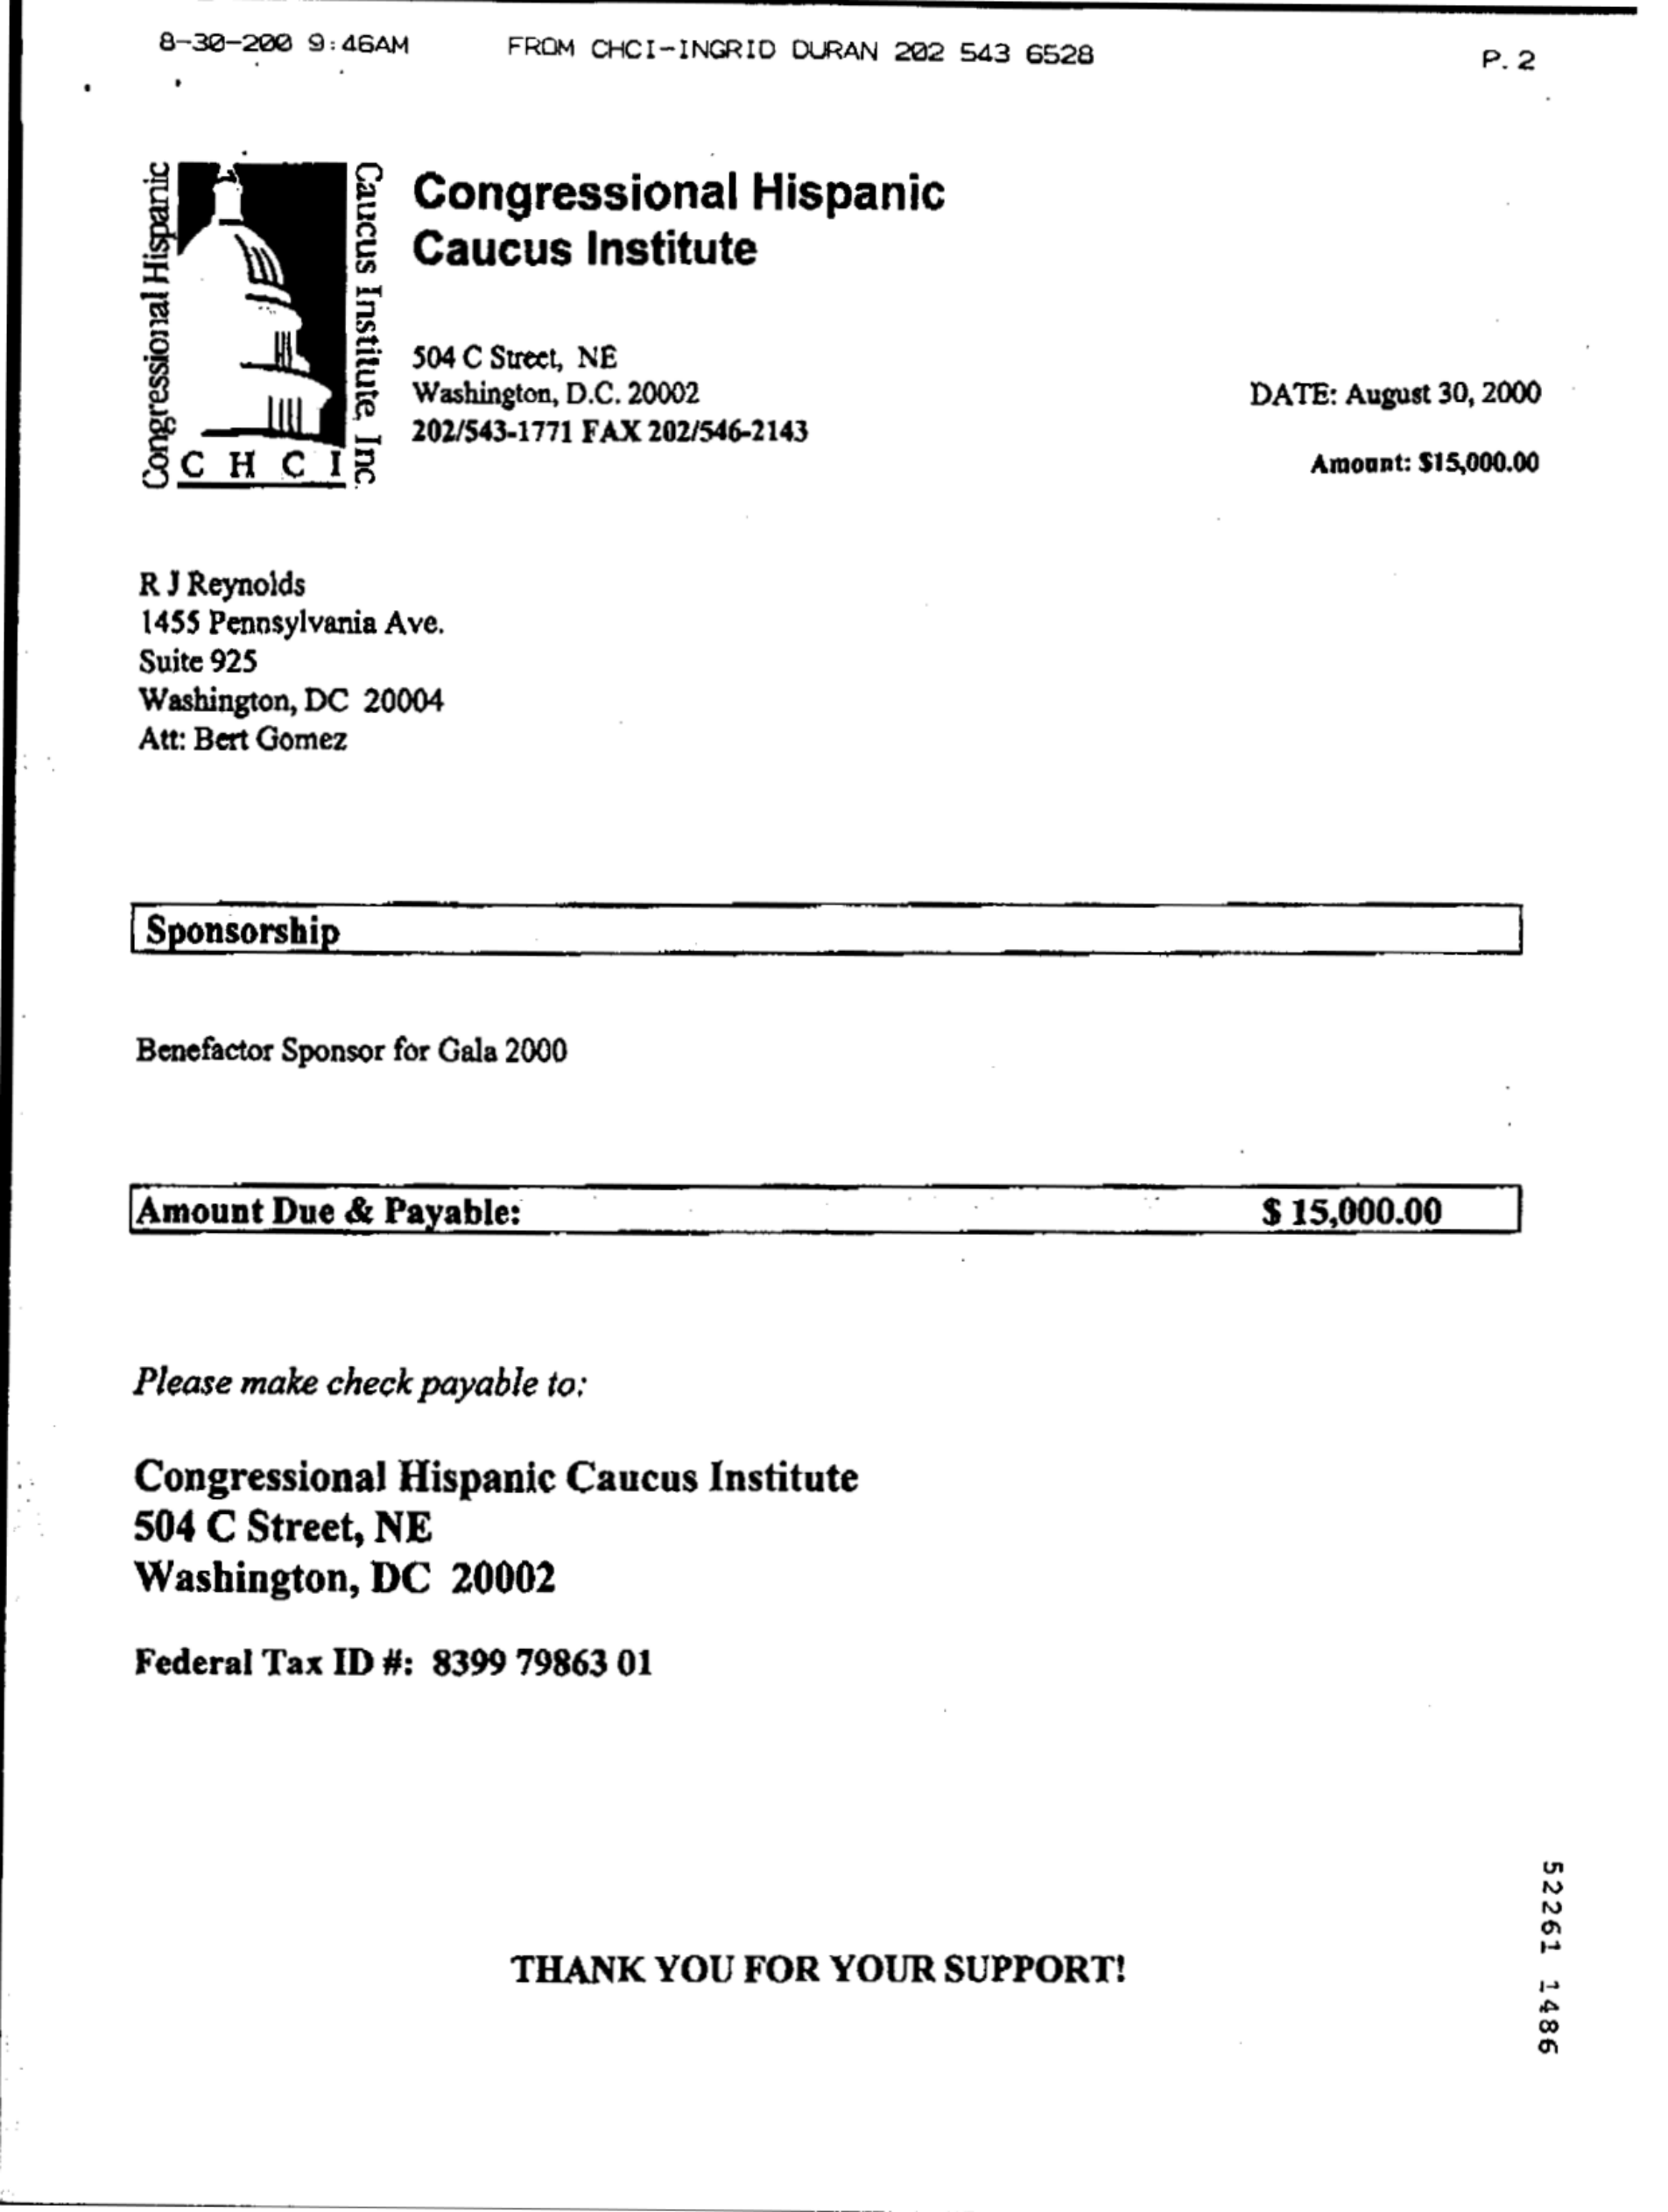 8-30-200 9:46AM FROM CHCI-INGRID DURAN 202 543 6528 P. 2
Congressional Hispanic
Caucus Institute, Inc.
C H C I
Congressional Hispanic
Caucus Institute
504 C Street, NE
Washington, D.C. 20002
202/543-1771 FAX 202/546-2143
DATE: August 30, 2000
Amount: $15,000.00
R J Reynolds
1455 Pennsylvania Ave.
Suite 925
Washington, DC 20004
Att: Bert Gomez
Sponsorship
Benefactor Sponsor for Gala 2000
Amount Due & Payable: $ 15,000.00
Please make check payable to:
Congressional Hispanic Caucus Institute
504 C Street, NE
Washington, DC 20002
Federal Tax ID #: 8399 79863 01
THANK YOU FOR YOUR SUPPORT!
52261 1486